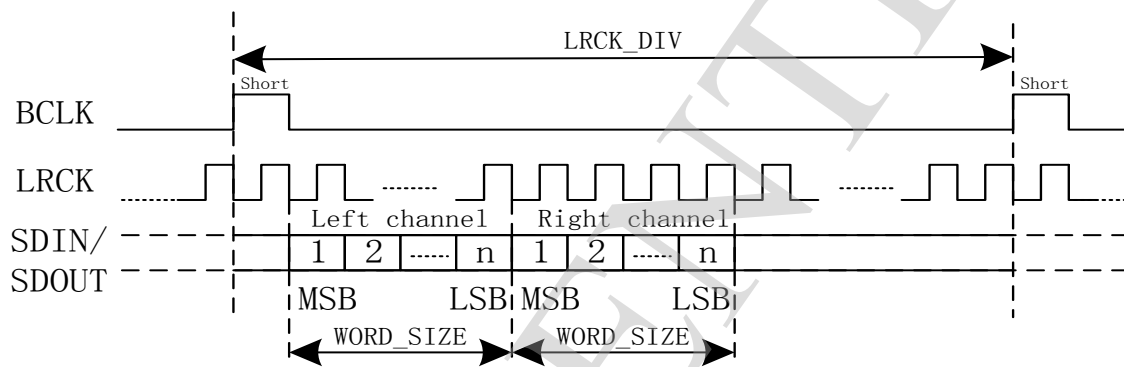 LRCK_DIV
Short Short
BCLK
LRCK
Left channel Right channel
SDIN/
SDOUT
1 2 n 1 2 n
MSB LSB MSB LSB
WORD_SIZE WORD_SIZE